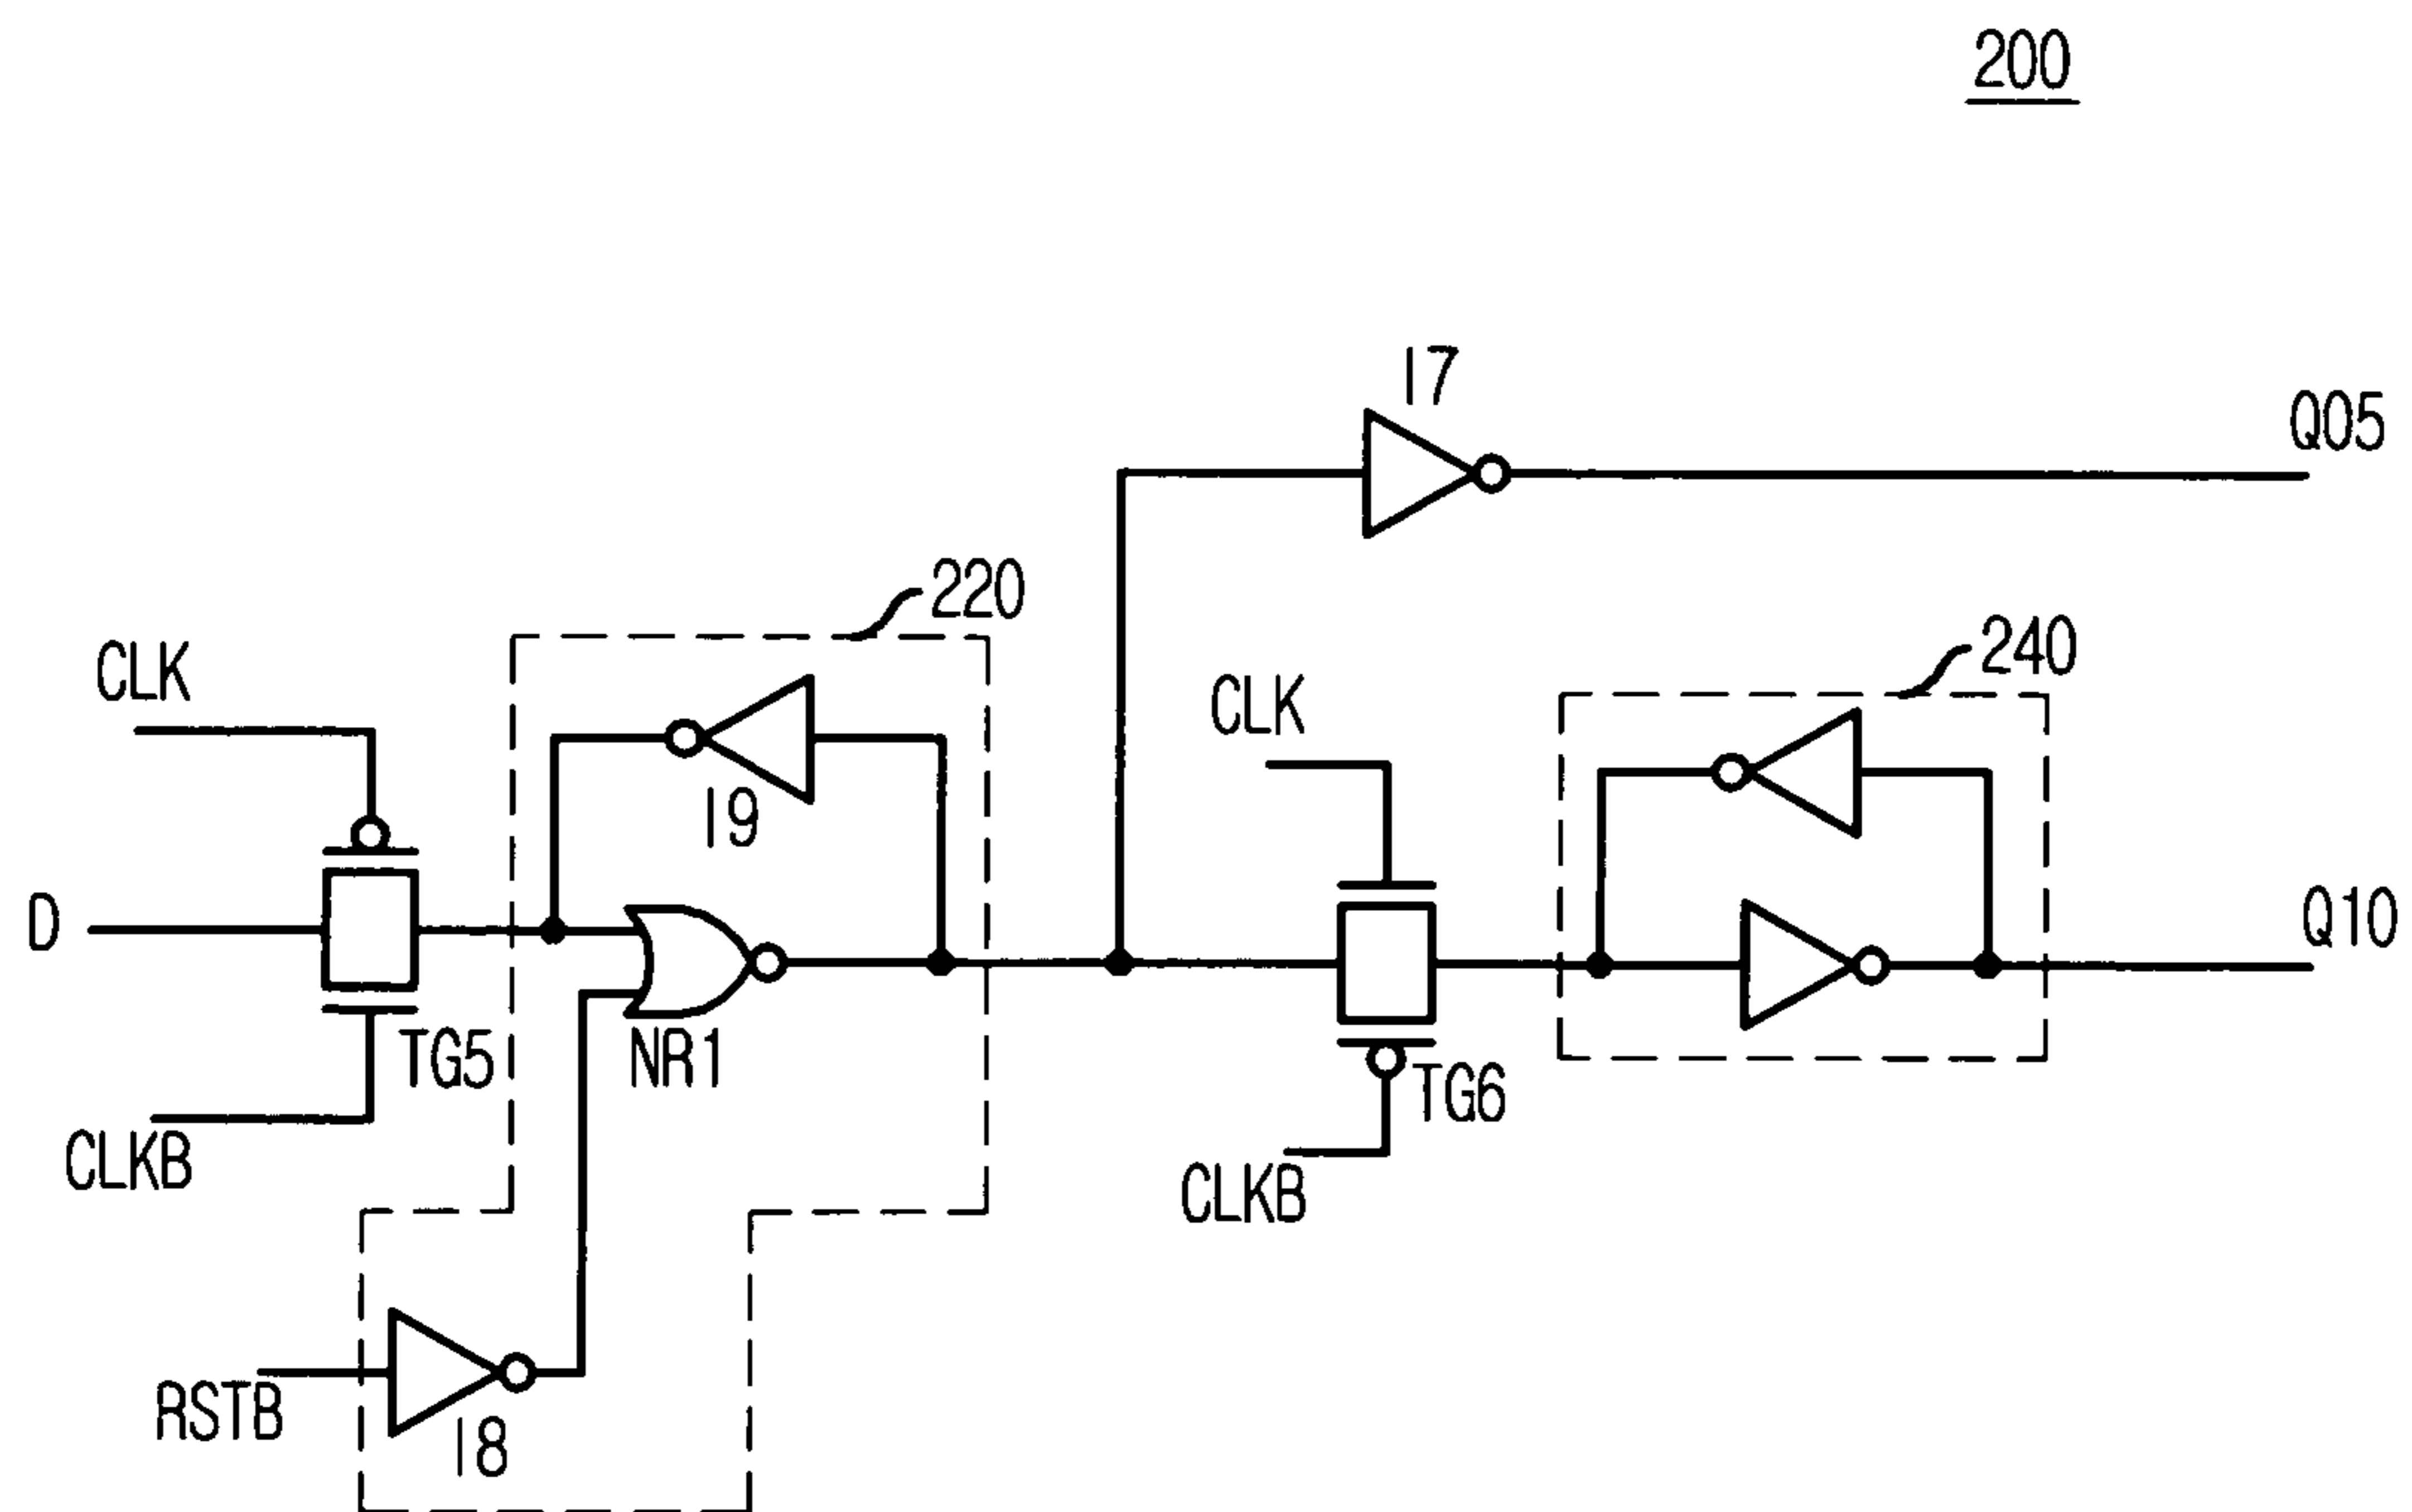 200
I7
Q05
220
CLK
240
CLK
I9
D
Q10
TG5
NR1
TG6
CLKB
CLKB
RSTB
I8